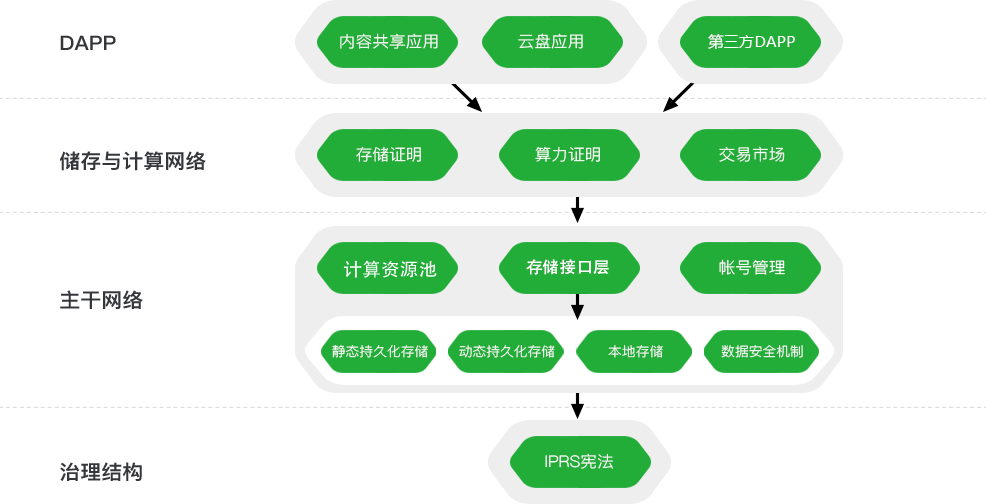 DAPP
内容共享应用
云盘应用
第三方DAPP
储存与计算网络
存储证明
算力证明
交易市场
主干网络
计算资源池
存储接口层
帐号管理
静态持久化存储
动态持久化存储
本地存储
数据安全机制
治理结构
IPRS宪法